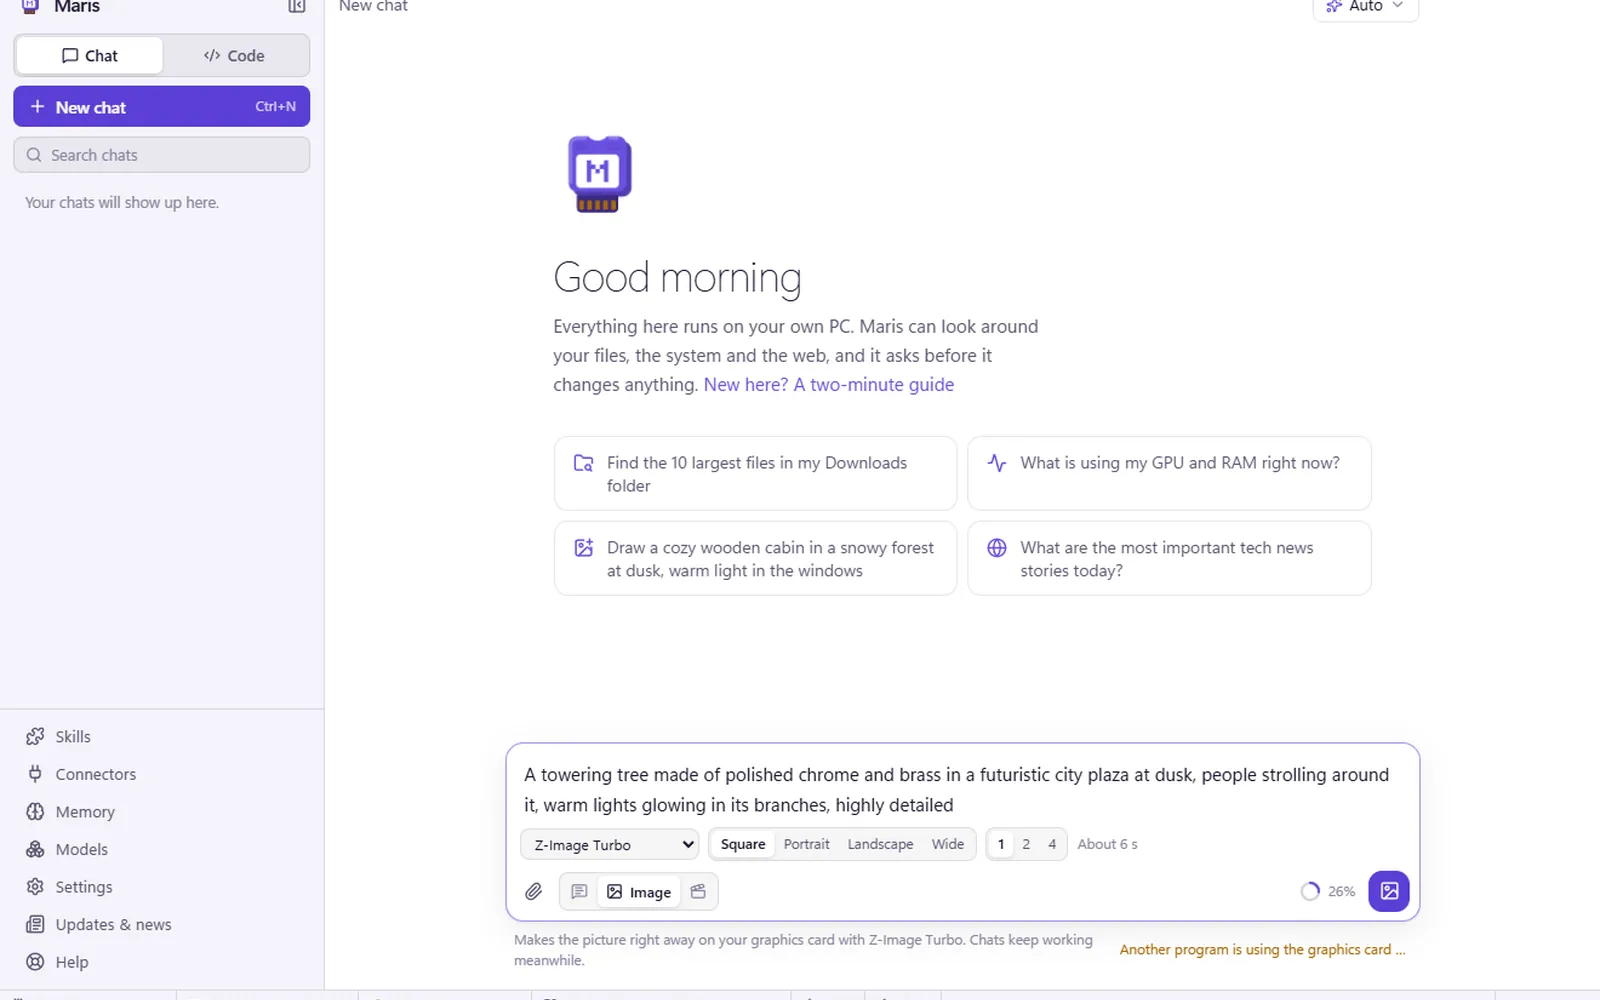 Maris
New chat
Auto
Chat
Code
New chat
Ctrl+N
Search chats
Your chats will show up here.
M
Good morning
Everything here runs on your own PC. Maris can look around
your files, the system and the web, and it asks before it
changes anything. New here? A two-minute guide
Find the 10 largest files in my Downloads
folder
What is using my GPU and RAM right now?
Draw a cozy wooden cabin in a snowy forest
at dusk, warm light in the windows
What are the most important tech news
stories today?
Skills
Connectors
Memory
Models
Settings
Updates & news
Help
A towering tree made of polished chrome and brass in a futuristic city plaza at dusk, people strolling around
it, warm lights glowing in its branches, highly detailed
Z-Image Turbo
Square
Portrait
Landscape
Wide
1
2
4
About 6 s
Image
26%
Makes the picture right away on your graphics card with Z-Image Turbo. Chats keep working
meanwhile.
Another program is using the graphics card ...